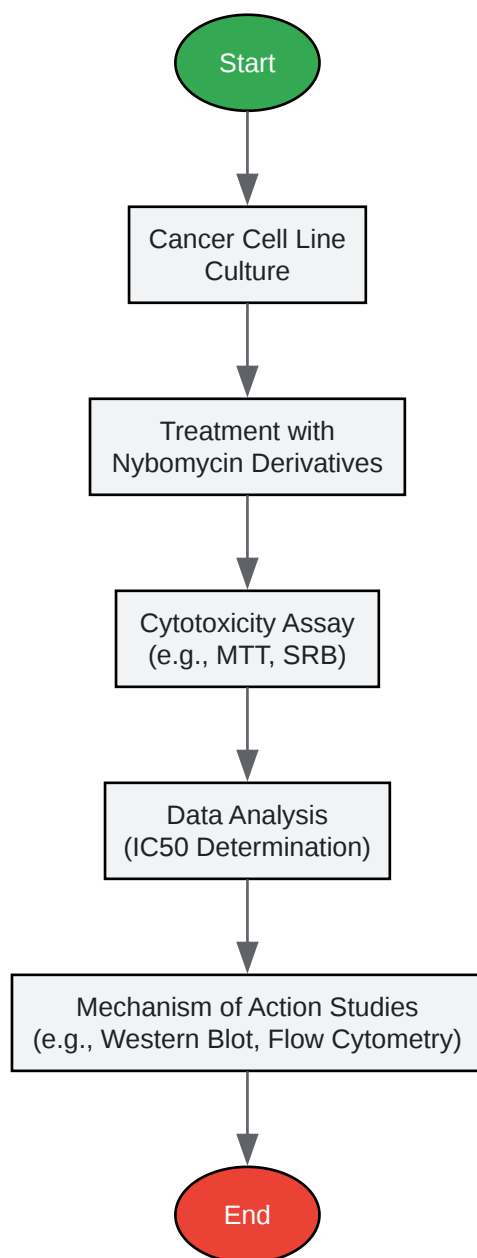 Start
Cancer Cell Line
Culture
Treatment with
Nybomycin Derivatives
Cytotoxicity Assay
(e.g., MTT, SRB)
Data Analysis
(IC50 Determination)
Mechanism of Action Studies
(e.g., Western Blot, Flow Cytometry)
End